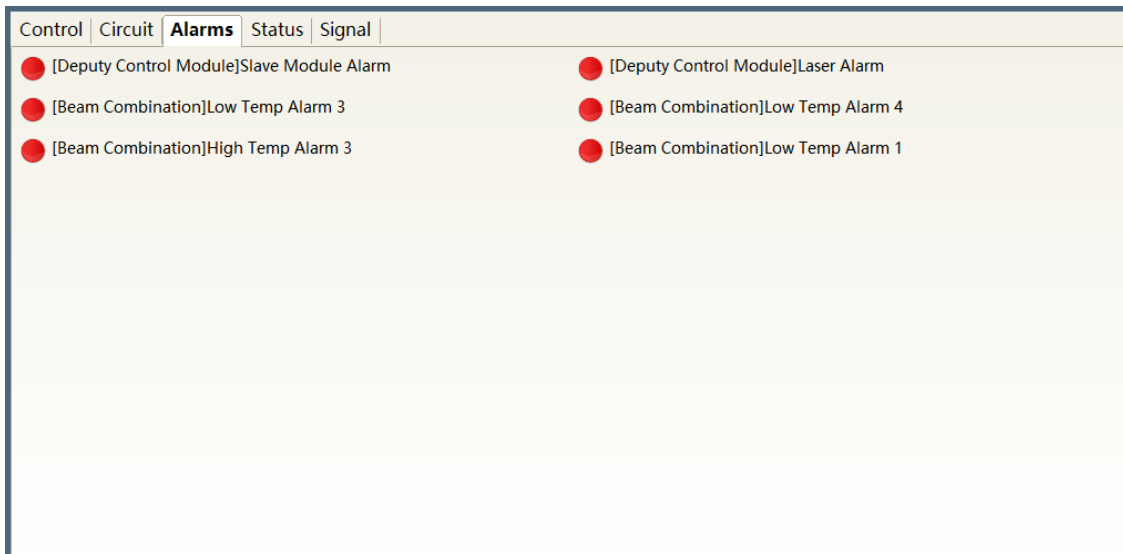 Control Circuit Alarms Status Signal
[Deputy Control Module]Slave Module Alarm [Deputy Control Module]Laser Alarm
[Beam Combination]Low Temp Alarm 3 [Beam Combination]Low Temp Alarm 4
[Beam Combination]High Temp Alarm 3 [Beam Combination]Low Temp Alarm 1